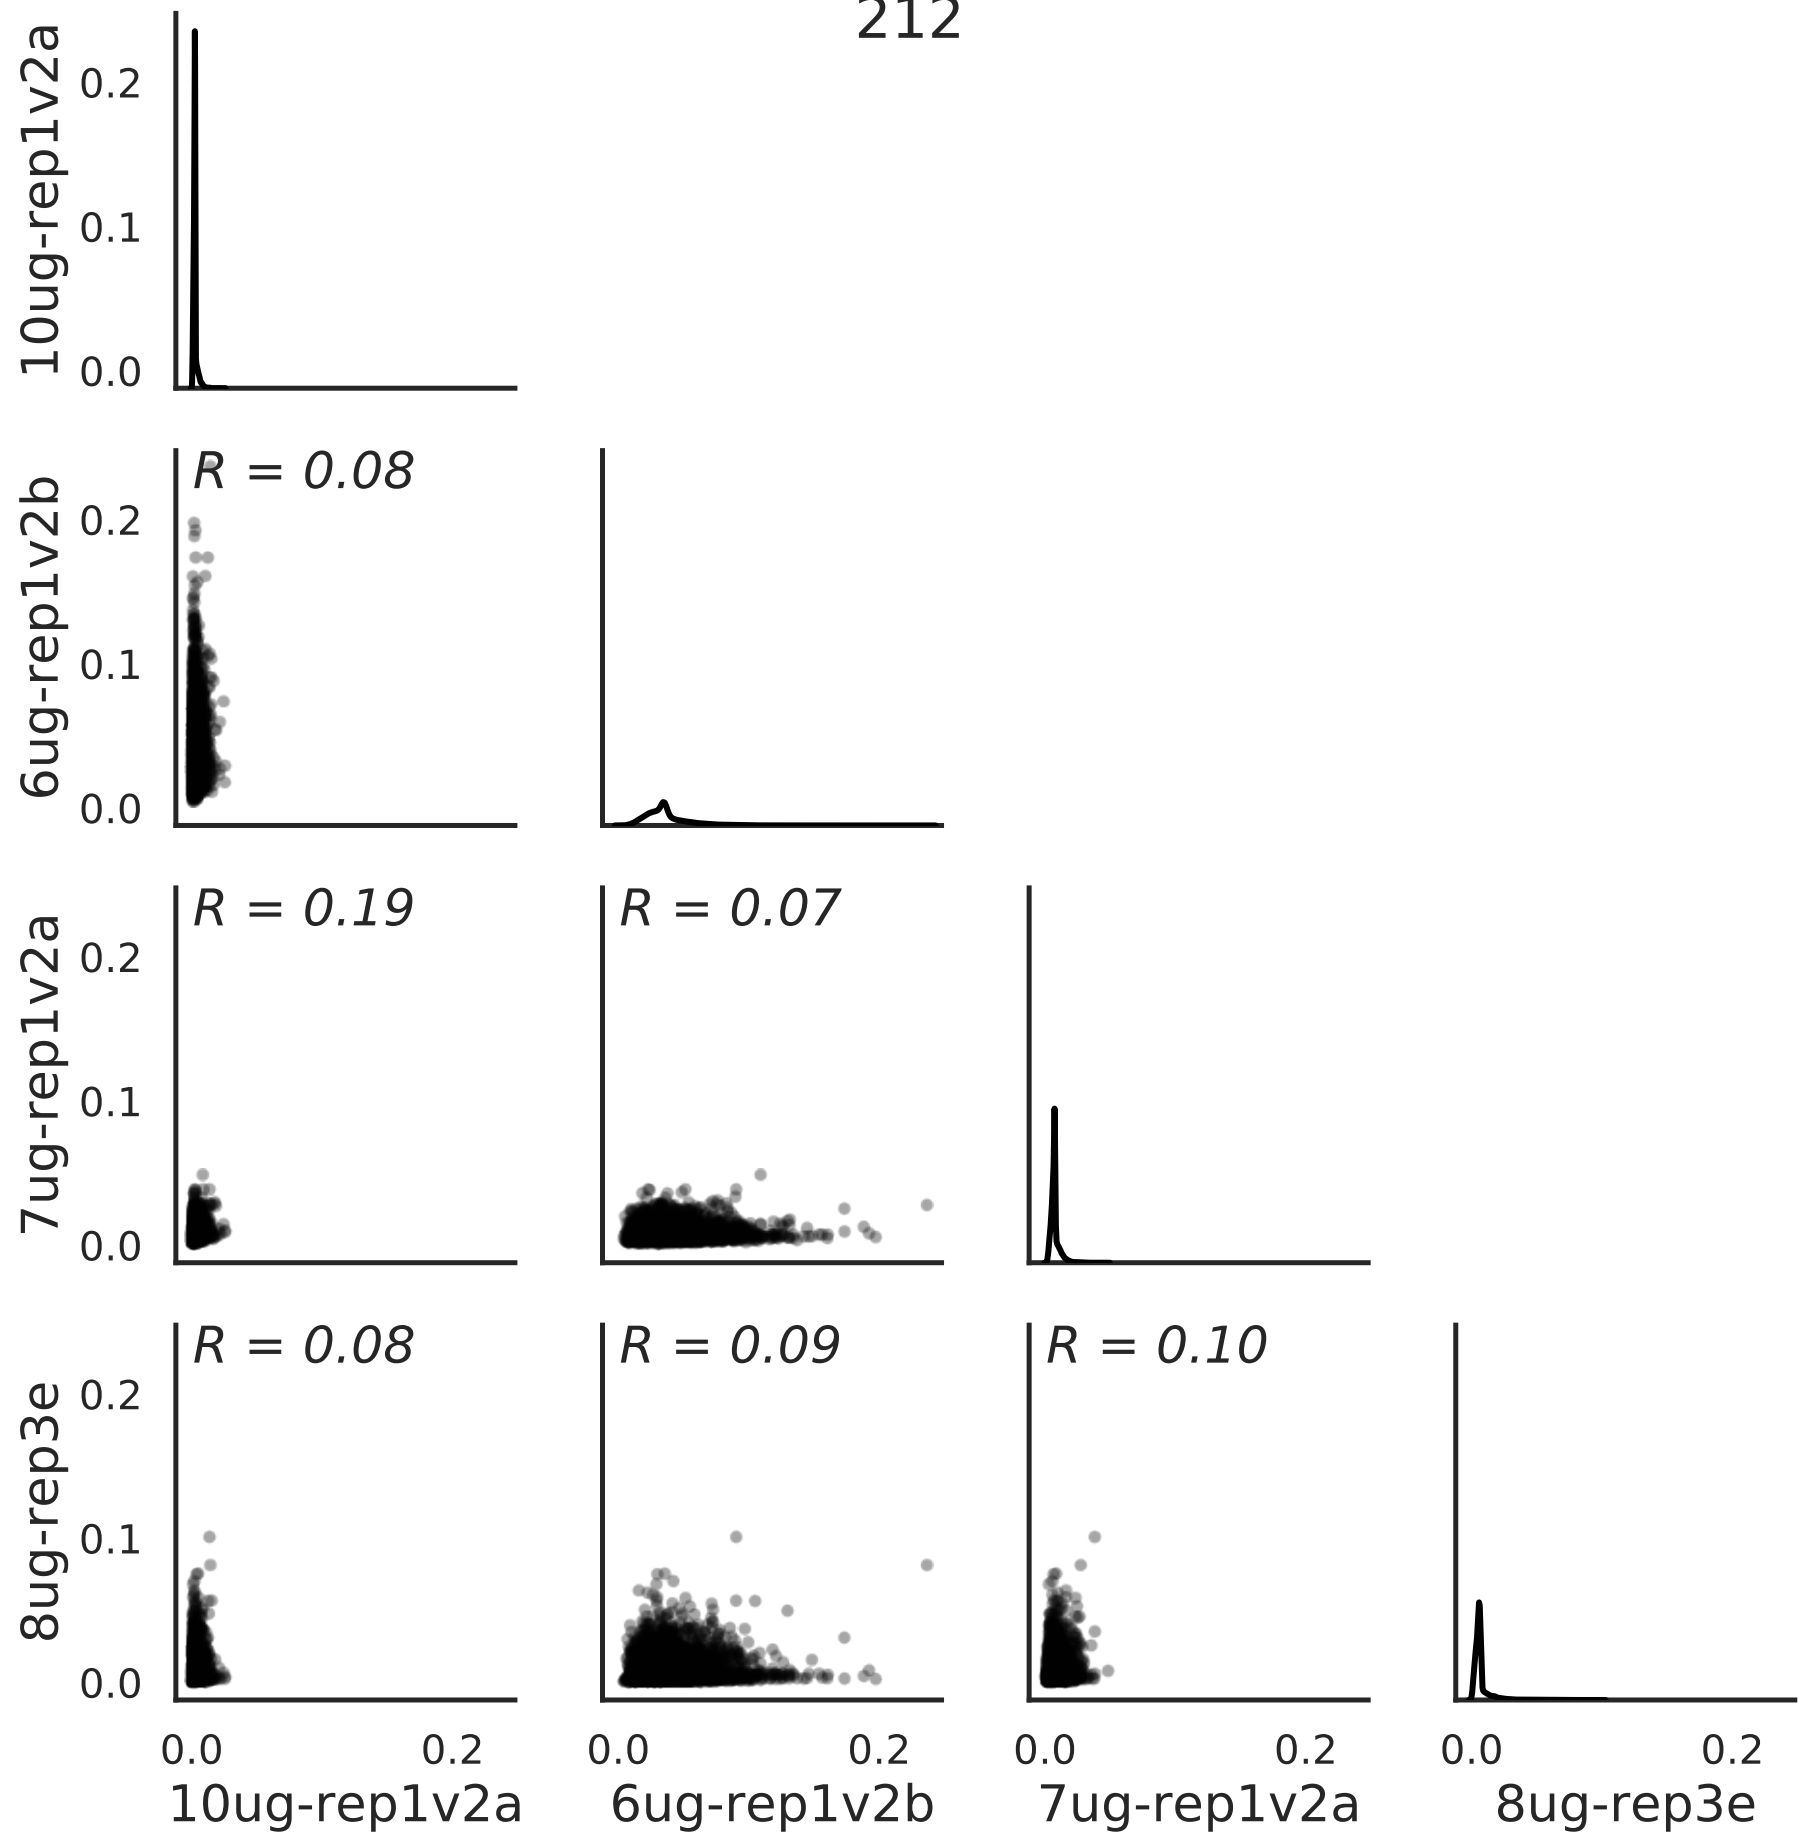 212
10ug-rep1v2a
0.2
0.1
0.0
6ug-rep1v2b
0.2
0.1
0.0
R = 0.08
7ug-rep1v2a
0.2
0.1
0.0
R = 0.19
R = 0.07
8ug-rep3e
0.2
0.1
0.0
R = 0.08
R = 0.09
R = 0.10
0.0 0.2 0.0 0.2 0.0 0.2 0.0 0.2
10ug-rep1v2a 6ug-rep1v2b 7ug-rep1v2a 8ug-rep3e